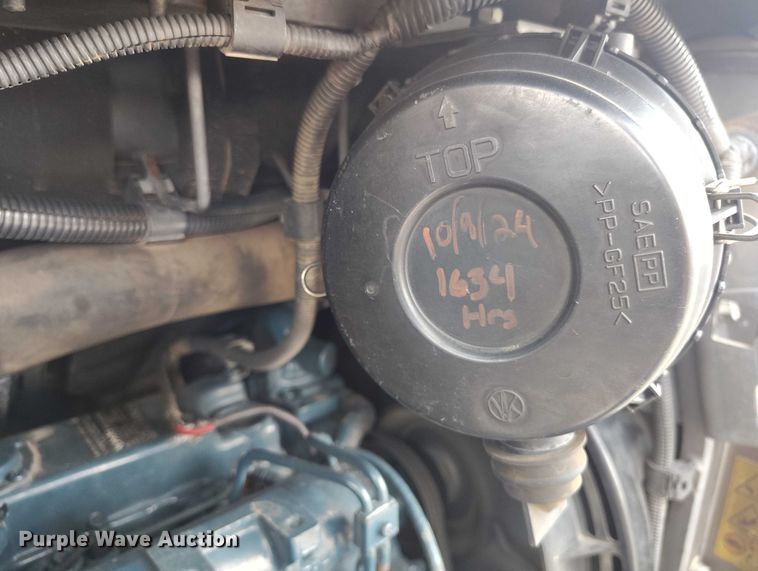 TOP
10/9/24
1634
Hrs
SAE PP
>PP-GF25<
Purple Wave Auction®